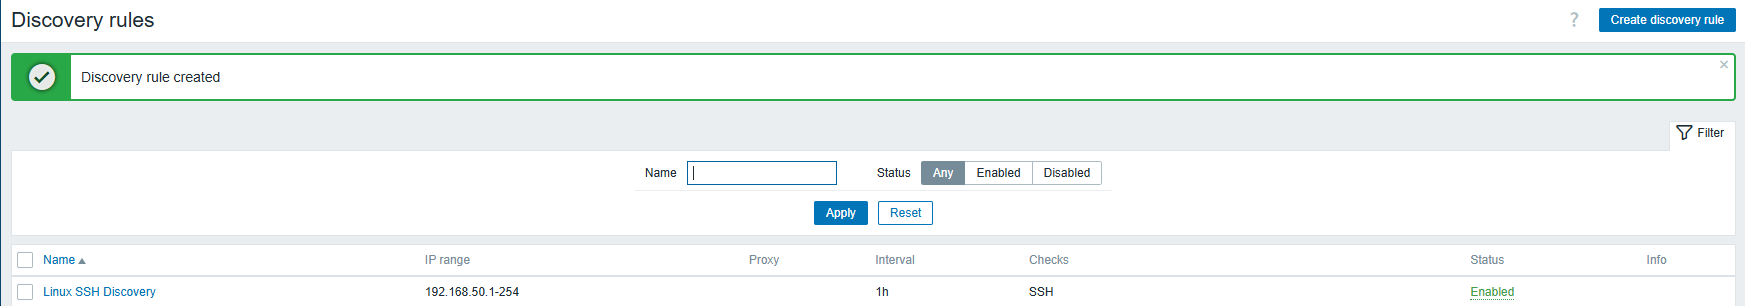 Discovery rules
? Create discovery rule
Discovery rule created
Filter
Name Status Any Enabled Disabled
Apply Reset
Name IP range Proxy Interval Checks Status Info
Linux SSH Discovery 192.168.50.1-254 1h SSH Enabled